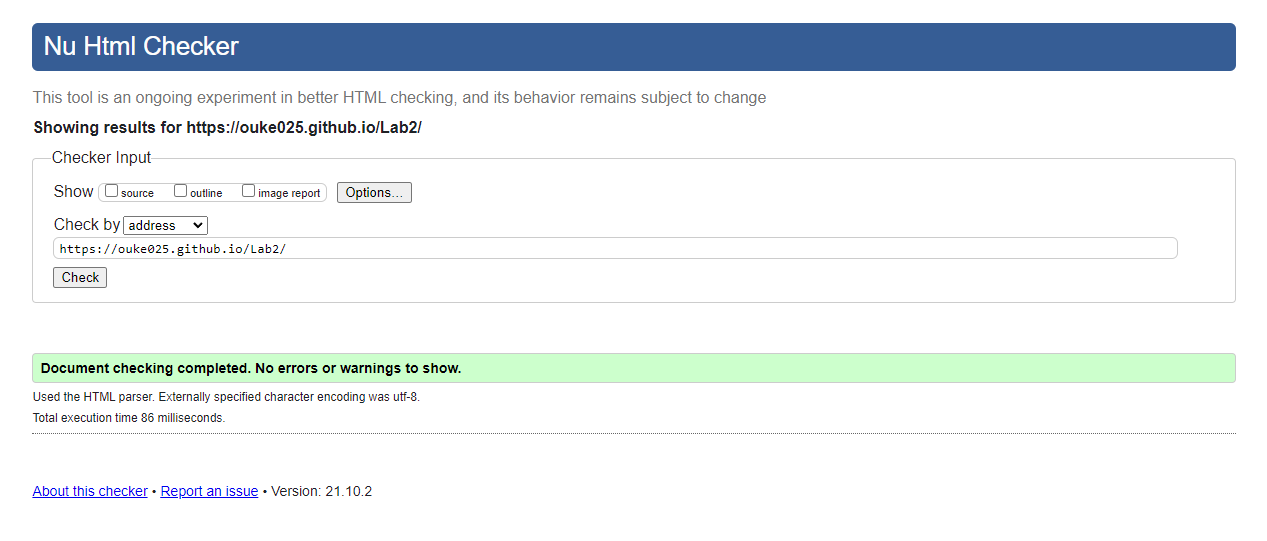 Nu Html Checker
This tool is an ongoing experiment in better HTML checking, and its behavior remains subject to change
Showing results for https://ouke025.github.io/Lab2/
Checker Input
Show source outline image report Options...
Check by address
https://ouke025.github.io/Lab2/
Check
Document checking completed. No errors or warnings to show.
Used the HTML parser. Externally specified character encoding was utf-8.
Total execution time 86 milliseconds.
About this checker • Report an issue • Version: 21.10.2